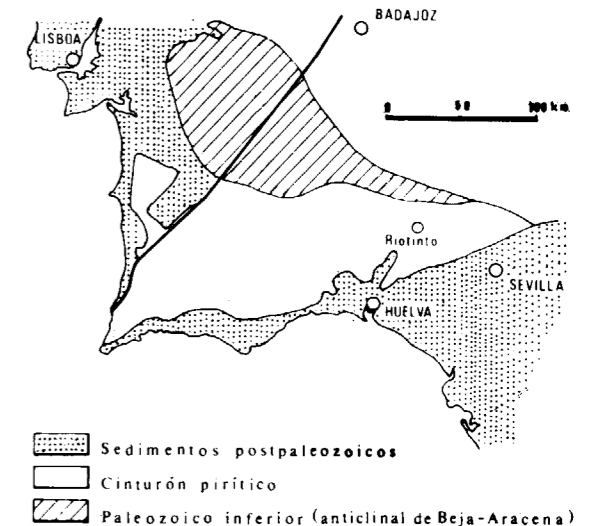 BADAJOZ
LISBOA
0 50 100 km.
Riotinto
SEVILLA
HUELVA
Sedimentos postpaleozoicos
Cinturón pirítico
Paleozoico inferior (anticlinal de Beja-Aracena)